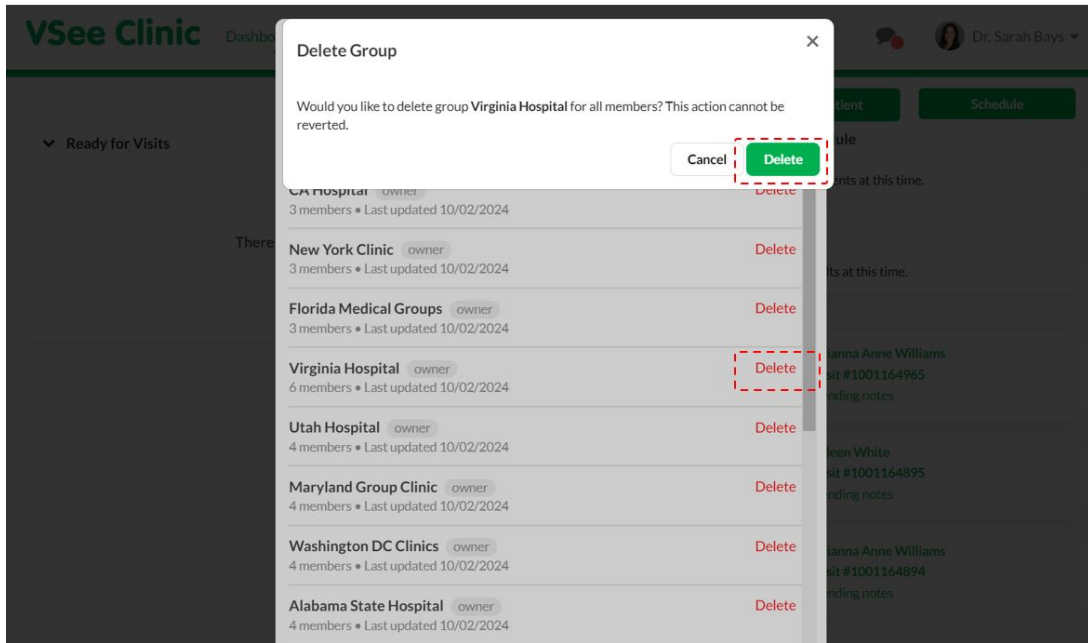 VSee Clinic Dashbo
Dr. Sarah Bays
Delete Group
Would you like to delete group Virginia Hospital for all members? This action cannot be
reverted.
Cancel Delete
tient Schedule
Ready for Visits
ule
ents at this time.
There
lts at this time.
CA Hospital owner Delete
3 members • Last updated 10/02/2024
New York Clinic owner Delete
3 members • Last updated 10/02/2024
Florida Medical Groups owner Delete
3 members • Last updated 10/02/2024
Virginia Hospital owner Delete
6 members • Last updated 10/02/2024
Utah Hospital owner Delete
4 members • Last updated 10/02/2024
Maryland Group Clinic owner Delete
4 members • Last updated 10/02/2024
Washington DC Clinics owner Delete
4 members • Last updated 10/02/2024
Alabama State Hospital owner Delete
4 members • Last updated 10/02/2024
ianna Anne Williams
sit #1001164965
nding notes
leen White
sit #1001164895
nding notes
ianna Anne Williams
sit #1001164894
nding notes